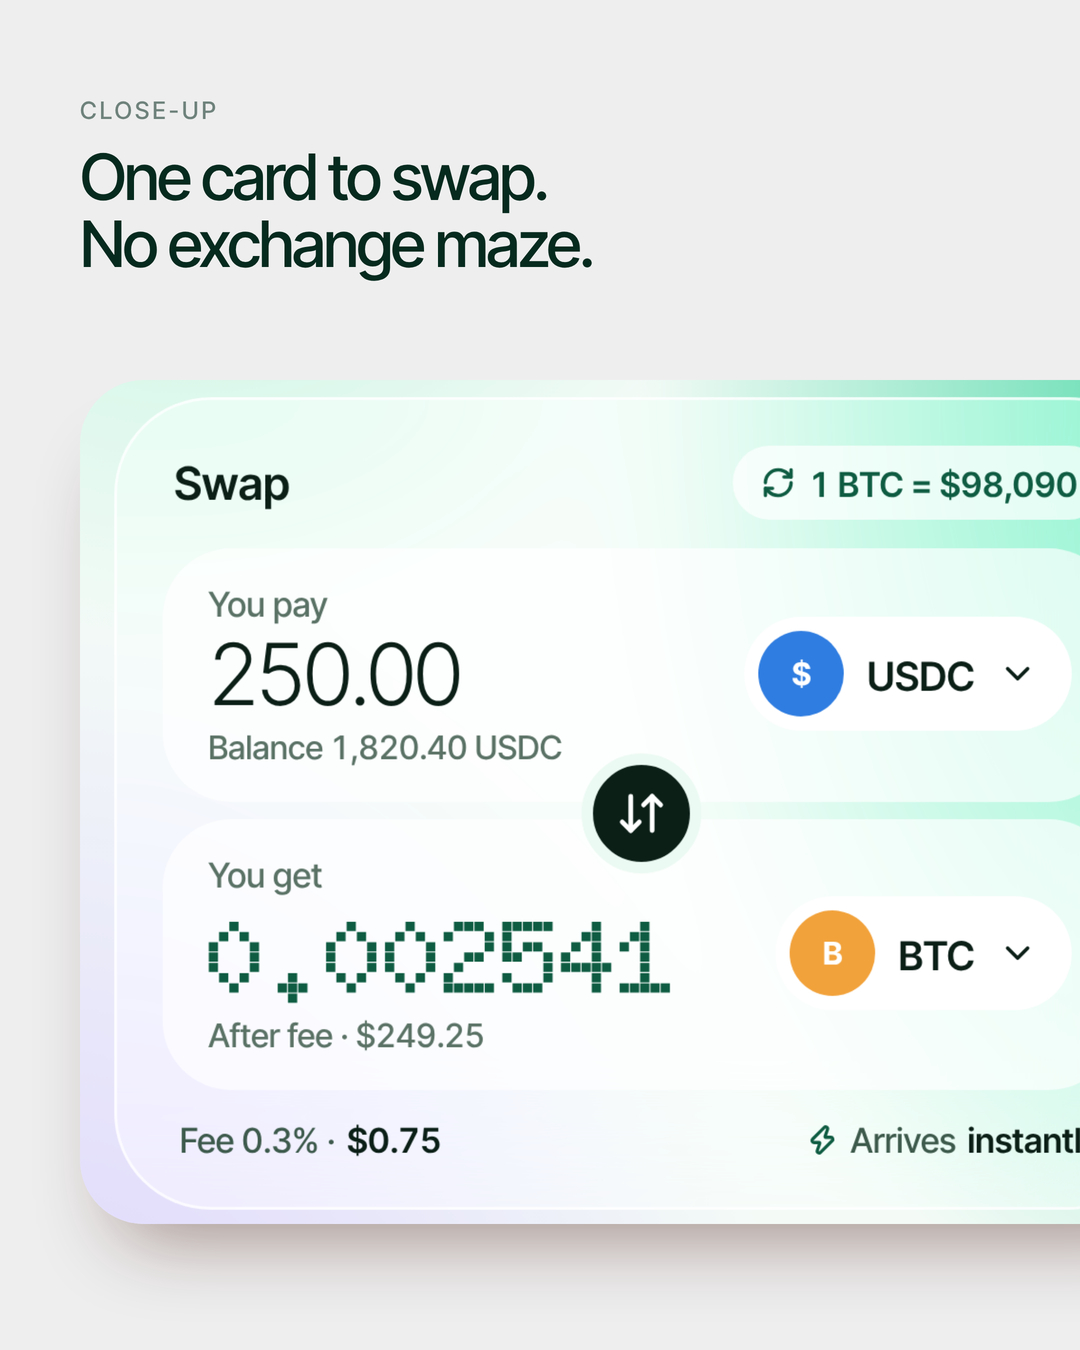 CLOSE-UP
One card to swap.
No exchange maze.
Swap
1 BTC = $98,090
You pay
250.00
$ USDC
Balance 1,820.40 USDC
You get
0.002541
B BTC
After fee · $249.25
Fee 0.3% · $0.75
Arrives instantl